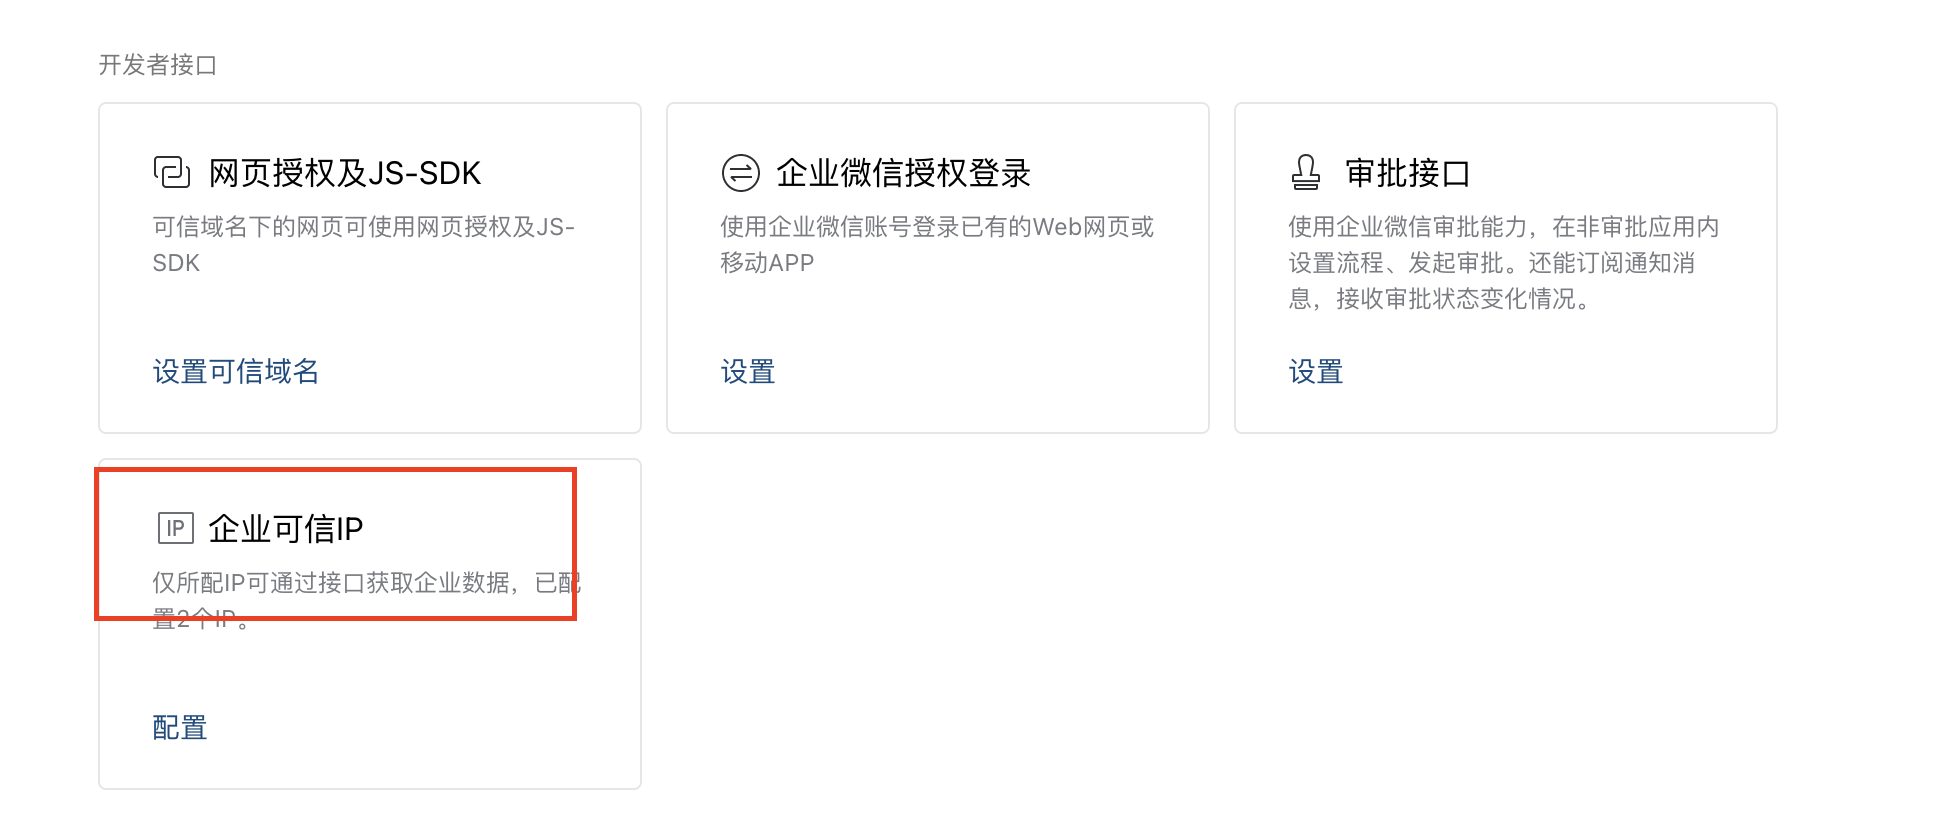 开发者接口
网页授权及JS-SDK
可信域名下的网页可使用网页授权及JS-
SDK
设置可信域名
企业微信授权登录
使用企业微信账号登录已有的Web网页或
移动APP
设置
审批接口
使用企业微信审批能力，在非审批应用内
设置流程、发起审批。还能订阅通知消
息，接收审批状态变化情况。
设置
IP 企业可信IP
仅所配IP可通过接口获取企业数据，已配
置2个IP。
配置